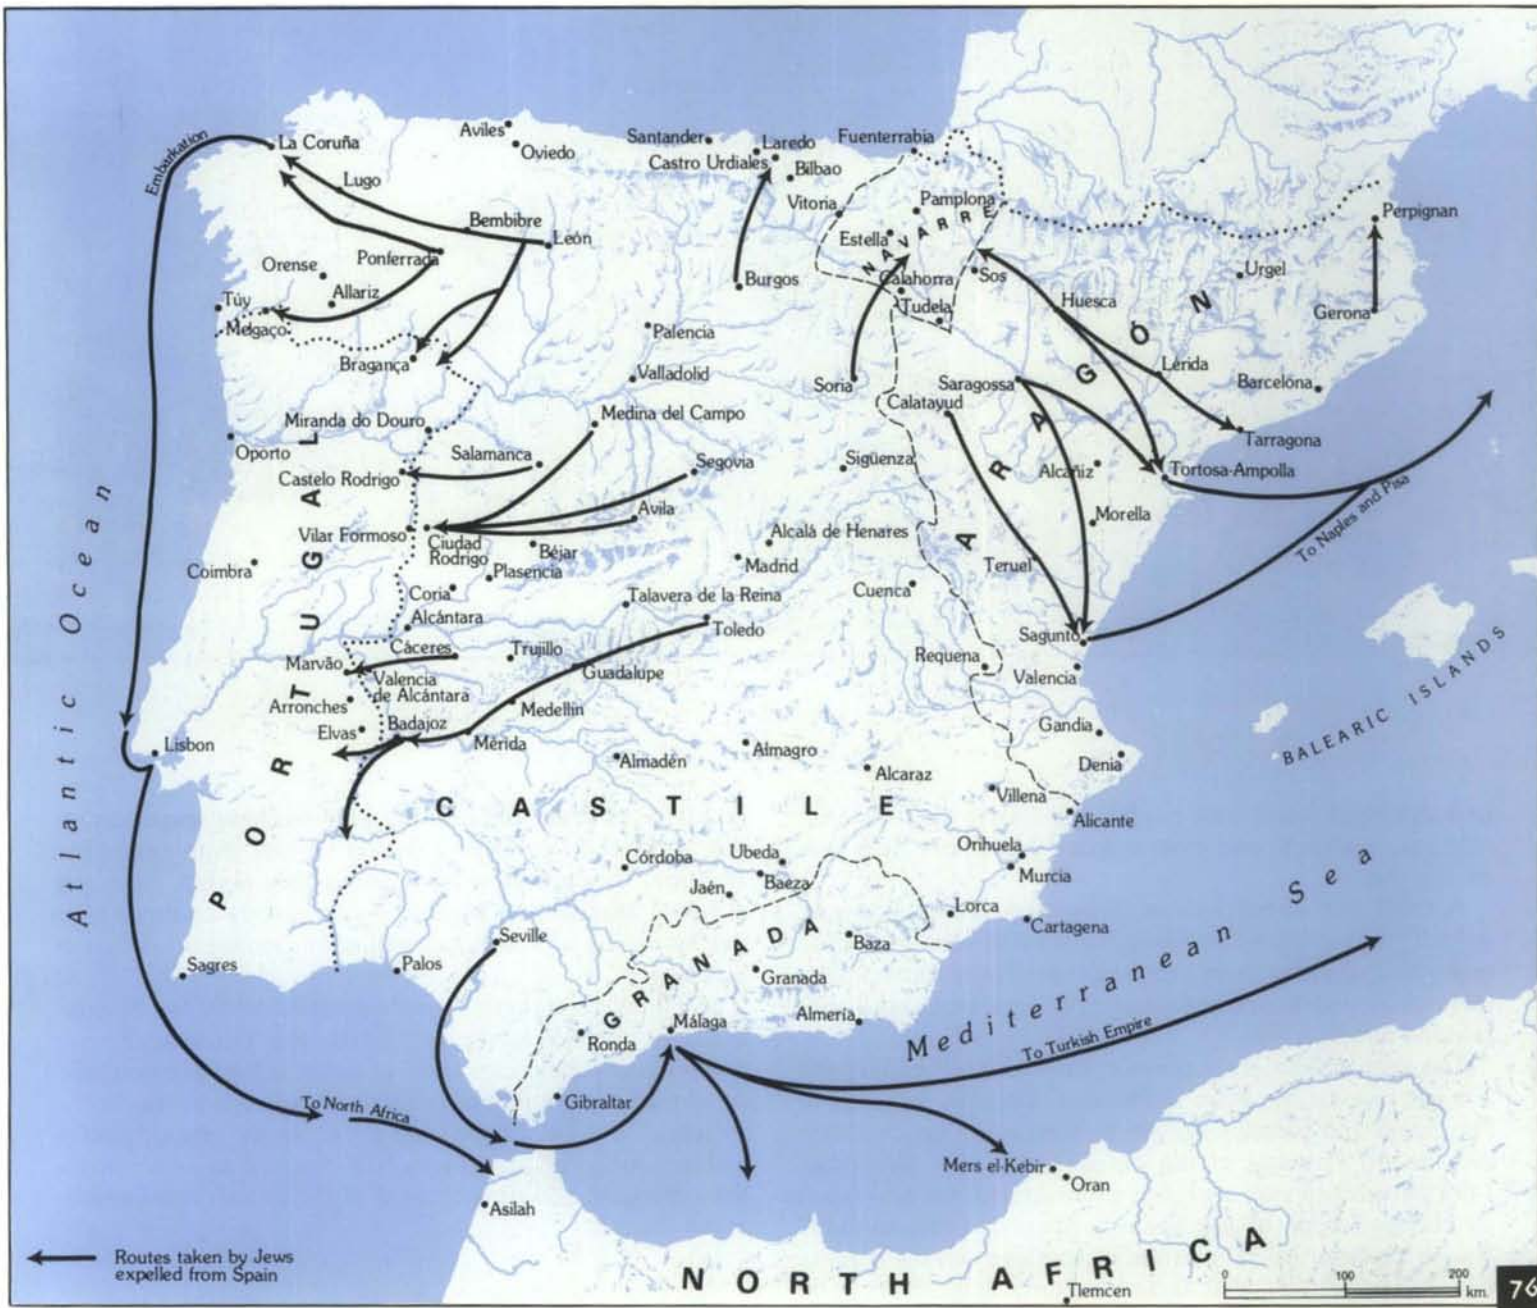 Embarkation
La Coruña
Aviles
Oviedo
Santander
Laredo
Castro Urdiales
Bilbao
Fuenterrabia
Lugo
Vitoria
Pamplona
NAVARRE
Perpignan
Bembibre
León
Estella
Ponferrada
Orense
Allariz
Burgos
Calahorra
Sos
Urgel
Túy
Melgaço
Tudela
Huesca
Gerona
Palencia
Bragança
Valladolid
Soria
Saragossa
Lérida
Barcelona
Calatayud
Miranda do Douro
Medina del Campo
Oporto
Salamanca
Tarragona
Castelo Rodrigo
Segovia
Sigüenza
Alcañiz
Tortosa-Ampolla
ARAGÓN
Avila
To Naples and Pisa
Vilar Formoso
Ciudad
Rodrigo
Béjar
Alcalá de Henares
Morella
Coimbra
Plasencia
Madrid
Teruel
Coria
Talavera de la Reina
Cuenca
Alcántara
Toledo
Sagunto
Marvão
Cáceres
Trujillo
Guadalupe
Requena
Valencia
Valencia
de Alcántara
Arronches
Medellin
BALEARIC ISLANDS
Elvas
Badajoz
Gandia
Lisbon
Mérida
Almadén
Almagro
Alcaraz
Denia
PORTUGAL
Atlantic Ocean
CASTILE
Villena
Alicante
Córdoba
Ubeda
Baeza
Jaén
Orihuela
Murcia
Lorca
Cartagena
Seville
Baza
GRANADA
Mediterranean Sea
Sagres
Palos
Granada
Málaga
Almería
Ronda
To Turkish Empire
Gibraltar
To North Africa
Mers el-Kebir
Oran
Asilah
Routes taken by Jews
expelled from Spain
NORTH AFRICA
Tlemcen
0 100 200
km.
76